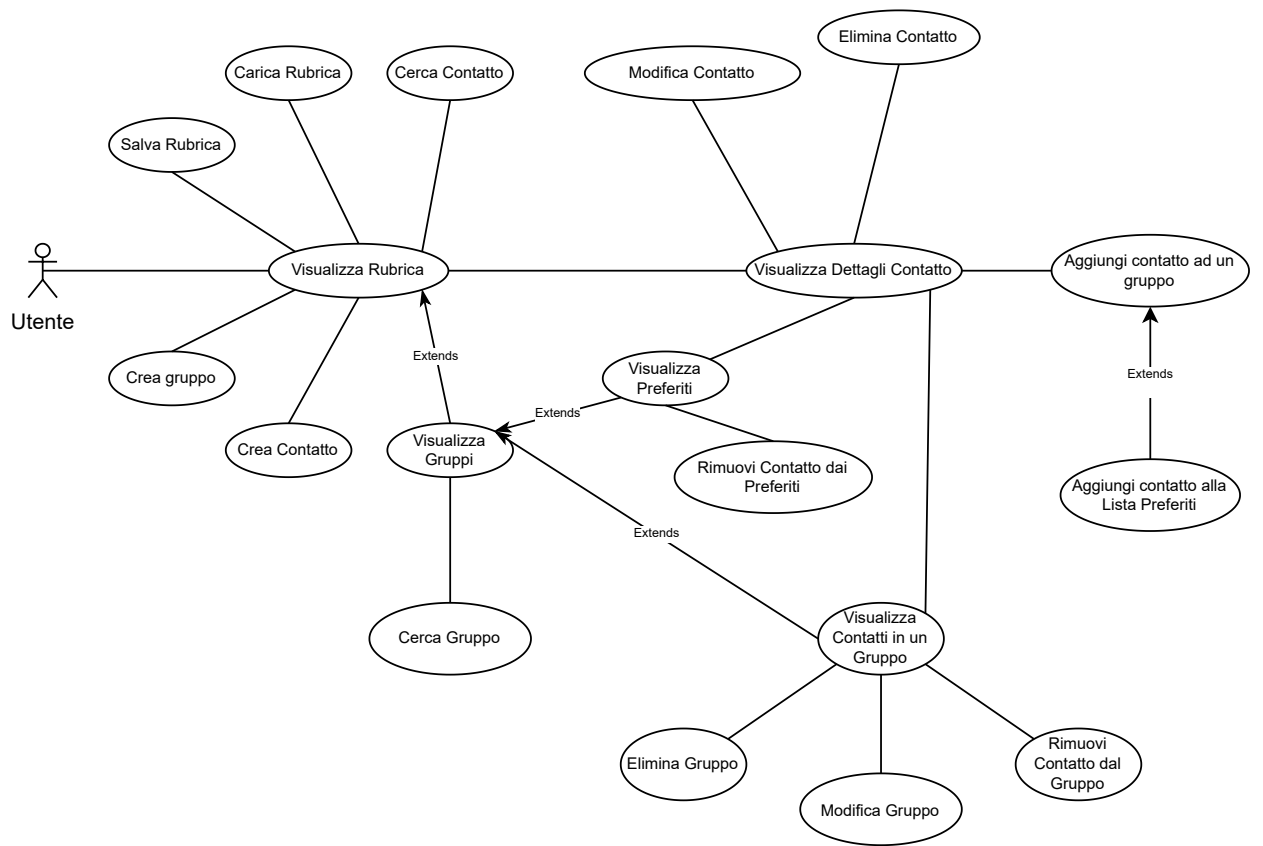 Elimina Contatto
Carica Rubrica
Cerca Contatto
Modifica Contatto
Salva Rubrica
Visualizza Rubrica
Visualizza Dettagli Contatto
Aggiungi contatto ad un
gruppo
Utente
Extends
Crea gruppo
Visualizza
Preferiti
Extends
Extends
Crea Contatto
Visualizza
Gruppi
Rimuovi Contatto dai
Preferiti
Aggiungi contatto alla
Lista Preferiti
Extends
Cerca Gruppo
Visualizza
Contatti in un
Gruppo
Elimina Gruppo
Modifica Gruppo
Rimuovi
Contatto dal
Gruppo